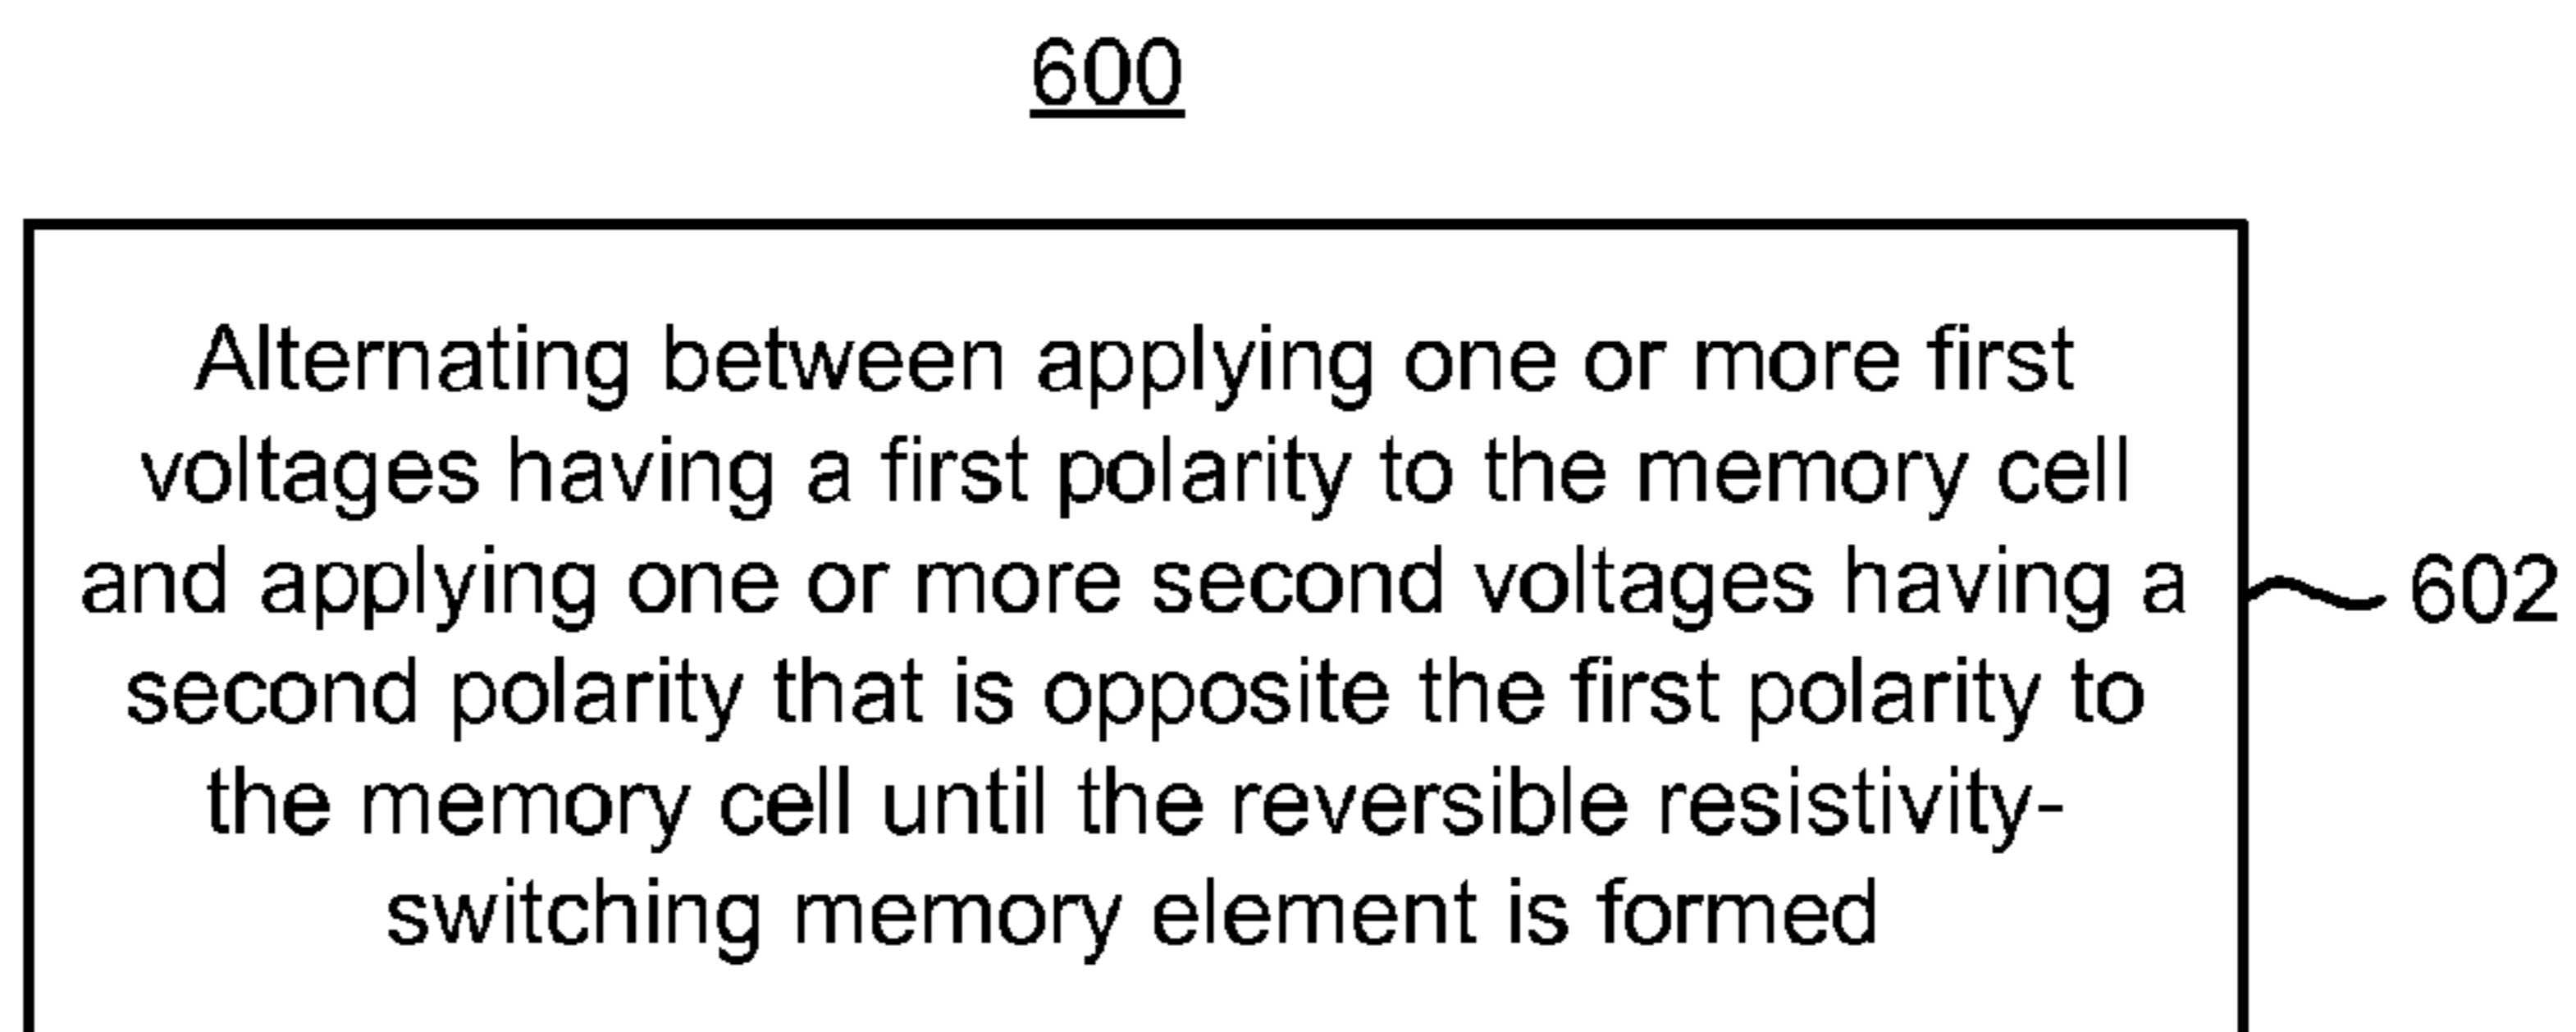 600
Alternating between applying one or more first
voltages having a first polarity to the memory cell
and applying one or more second voltages having a
second polarity that is opposite the first polarity to
the memory cell until the reversible resistivity-
switching memory element is formed
602